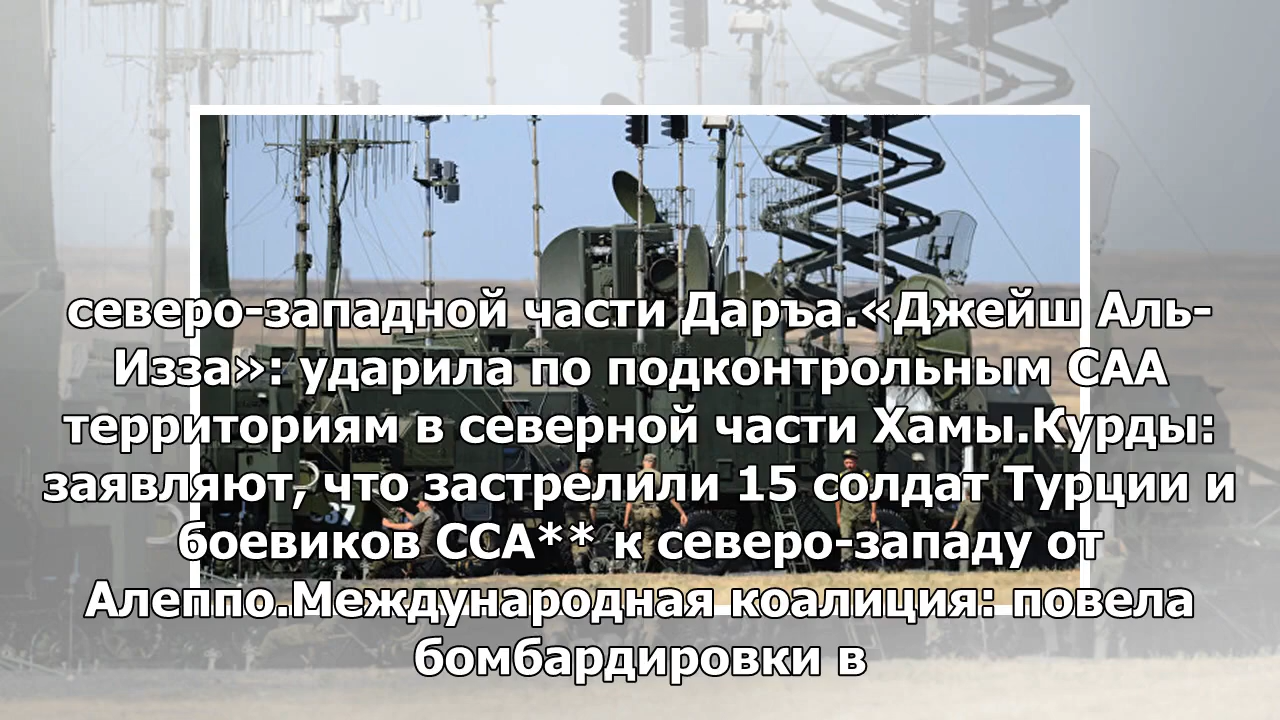 северо-западной части Даръа.«Джейш Аль-
Изза»: ударила по подконтрольным САА
территориям в северной части Хамы.Курды:
заявляют, что застрелили 15 солдат Турции и
боевиков ССА** к северо-западу от
Алеппо.Международная коалиция: повела
бомбардировки в
37